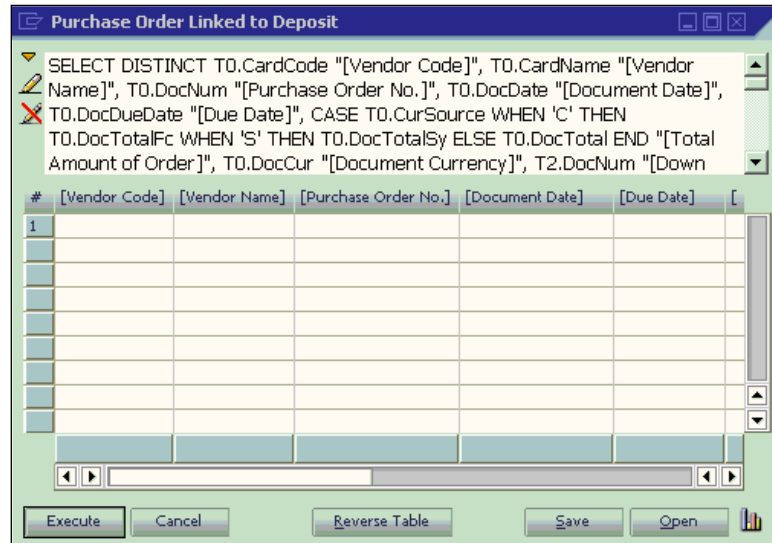 Purchase Order Linked to Deposit
SELECT DISTINCT T0.CardCode "[Vendor Code]", T0.CardName "[Vendor
Name]", T0.DocNum "[Purchase Order No.]", T0.DocDate "[Document Date]",
T0.DocDueDate "[Due Date]", CASE T0.CurSource WHEN 'C' THEN
T0.DocTotalFc WHEN 'S' THEN T0.DocTotalSy ELSE T0.DocTotal END "[Total
Amount of Order]", T0.DocCur "[Document Currency]", T2.DocNum "[Down
# [Vendor Code] [Vendor Name] [Purchase Order No.] [Document Date] [Due Date] [
1
Execute Cancel Reverse Table Save Open